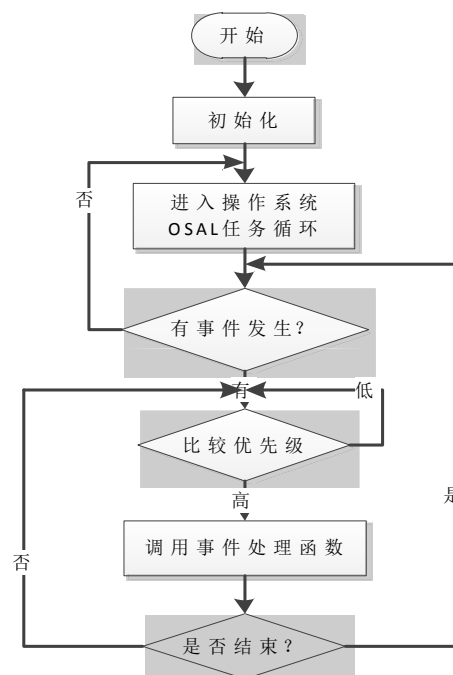 开始
初始化
否
进入操作系统
OSAL任务循环
有事件发生?
有
低
比较优先级
是
高
调用事件处理函数
否
是否结束?